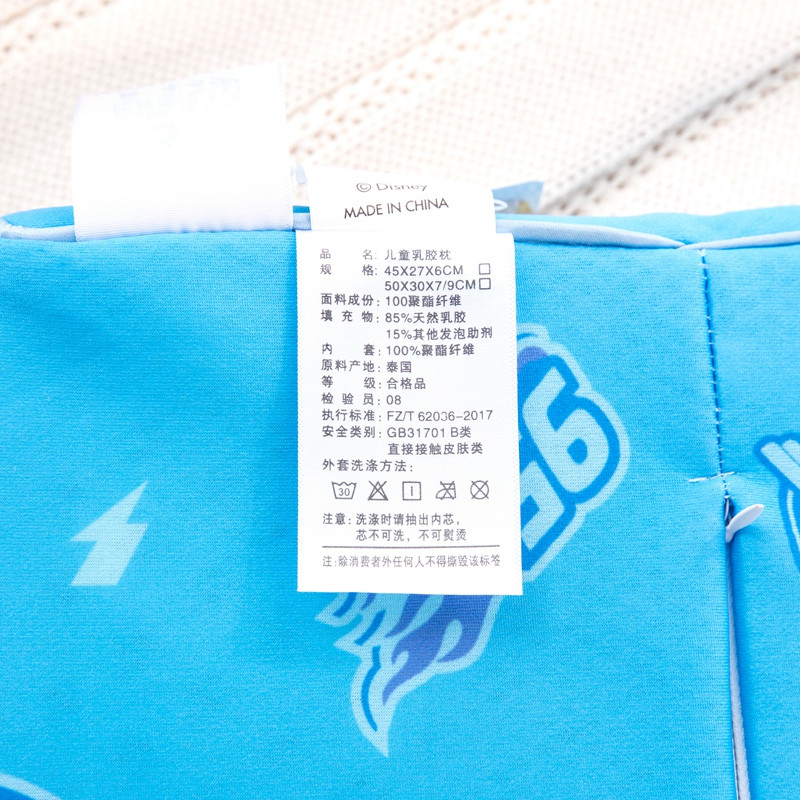 © Disney
MADE IN CHINA
品 名: 儿童乳胶枕
规 格: 45X27X6CM □
50X30X7/9CM □
面料成份: 100聚酯纤维
填 充 物: 85%天然乳胶
15%其他发泡助剂
内 套: 100%聚酯纤维
原料产地: 泰国
等 级: 合格品
检 验 员: 08
执行标准: FZ/T 62036-2017
安全类别: GB31701 B类
直接接触皮肤类
外套洗涤方法:
30
注意: 洗涤时请抽出内芯,
芯不可洗, 不可熨烫
注: 除消费者外任何人不得撕毁该标签